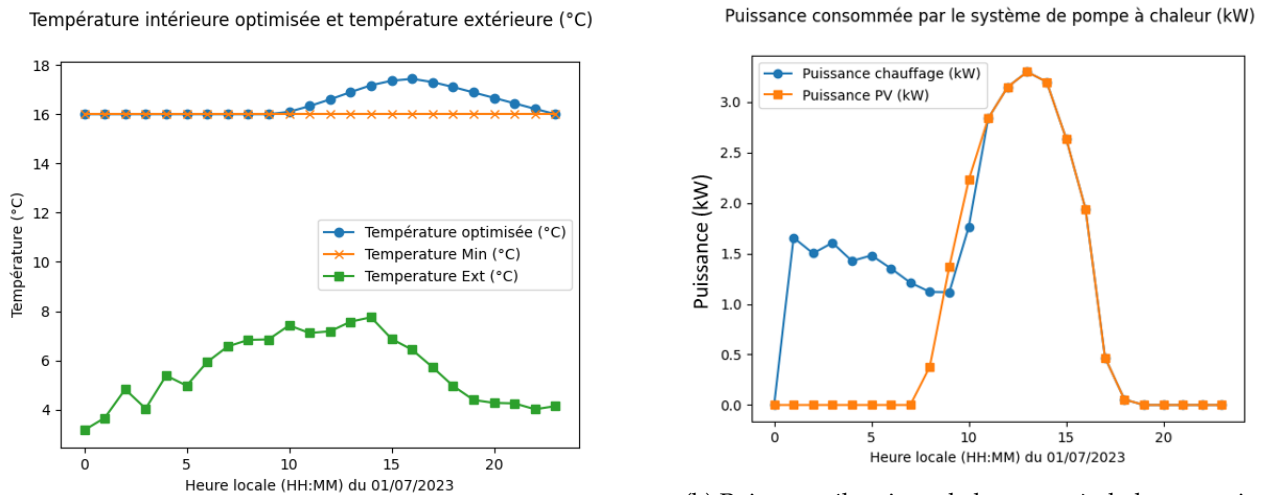 Température intérieure optimisée et température extérieure (°C)
18
16
14
12
10
8
6
4
Température (°C)
Température optimisée (°C)
Temperature Min (°C)
Temperature Ext (°C)
0
5
10
15
20
Heure locale (HH:MM) du 01/07/2023
Puissance consommée par le système de pompe à chaleur (kW)
3.0
2.5
2.0
1.5
1.0
0.5
0.0
Puissance (kW)
Puissance chauffage (kW)
Puissance PV (kW)
0
5
10
15
20
Heure locale (HH:MM) du 01/07/2023